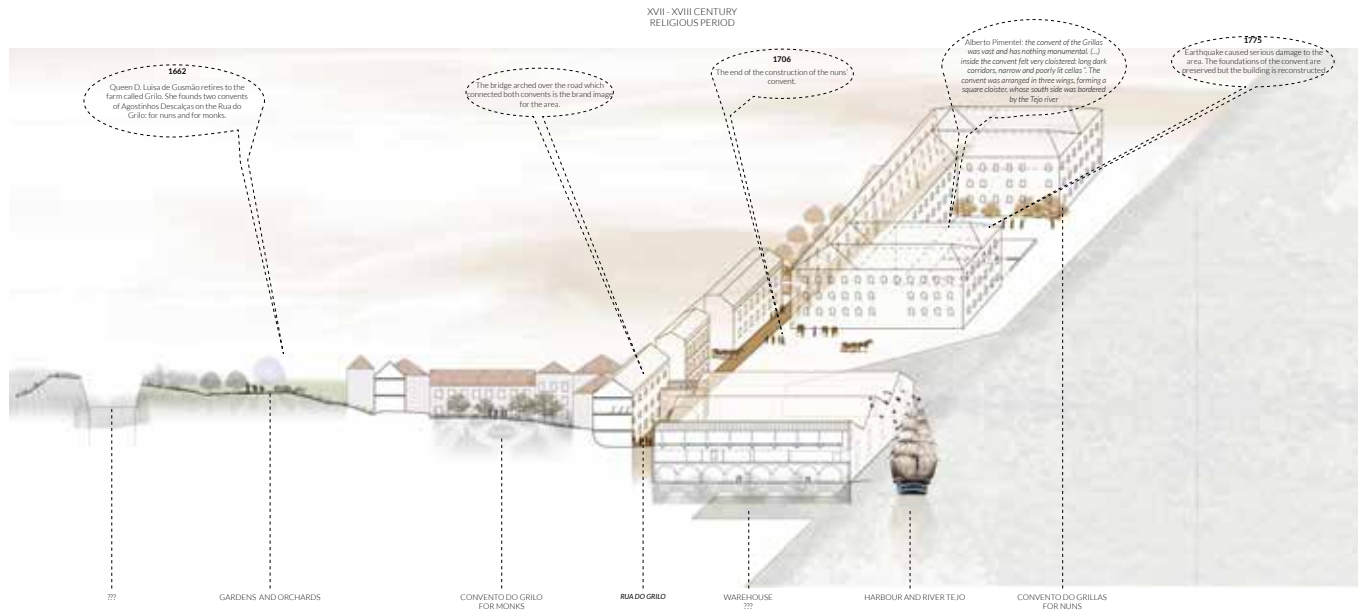 XVII - XVIII CENTURY
RELIGIOUS PERIOD
1662
Queen D. Luisa de Gusmão retires to the
farm called Grilo. She founds two convents
of Agostinhos Descalças on the Rua do
Grilo: for nuns and for monks.
The bridge arched over the road which
connected both convents is the brand image
for the area.
1706
The end of the construction of the nuns'
convent.
Alberto Pimentel: the convent of the Grillas
was vast and has nothing monumental. (...)
inside the convent felt very cloistered: long dark
corridors, narrow and poorly lit cellas". The
convent was arranged in three wings, forming a
square cloister, whose south side was bordered
by the Tejo river
1775
Earthquake caused serious damage to the
area. The foundations of the convent are
preserved but the building is reconstructed
???
GARDENS AND ORCHARDS
CONVENTO DO GRILO
FOR MONKS
RUA DO GRILO
WAREHOUSE
???
HARBOUR AND RIVER TEJO
CONVENTO DO GRILLAS
FOR NUNS